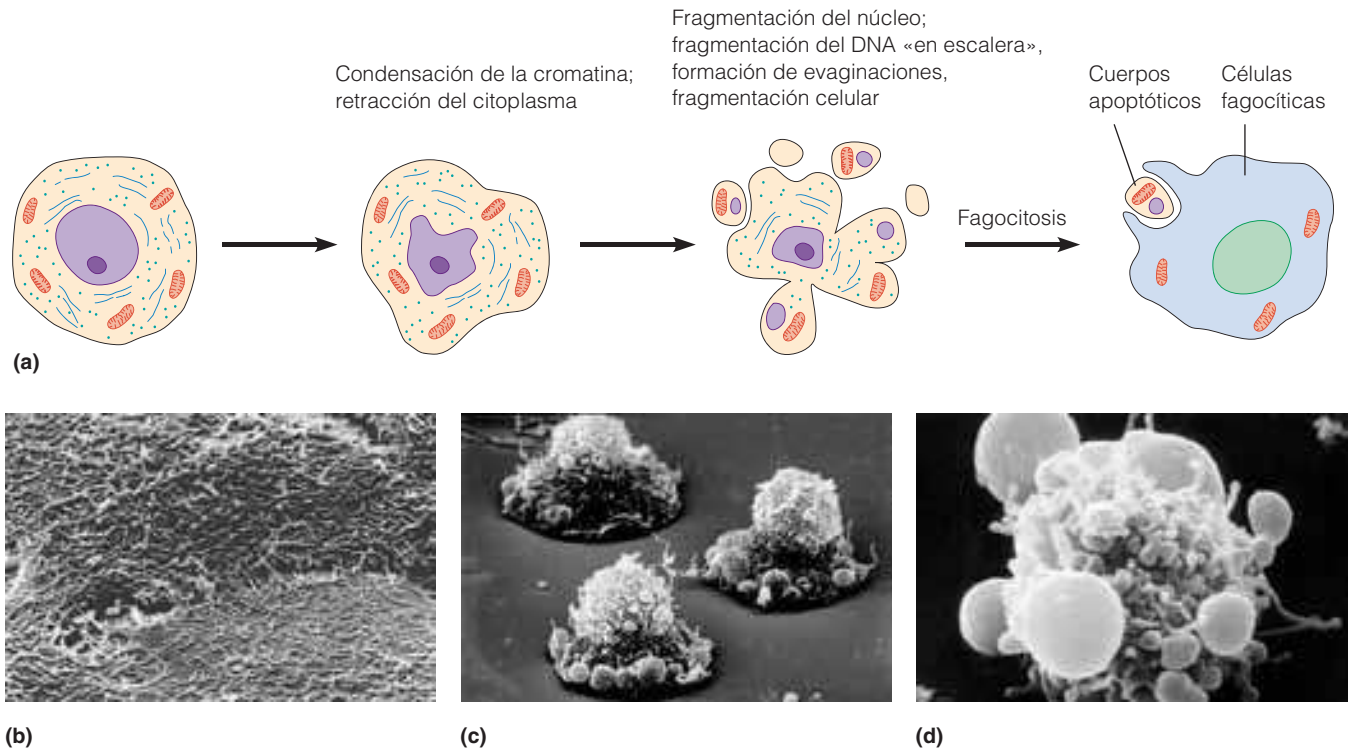 Condensación de la cromatina;
retracción del citoplasma
Fragmentación del núcleo;
fragmentación del DNA «en escalera»,
formación de evaginaciones,
fragmentación celular
Cuerpos
apoptóticos
Células
fagocíticas
Fagocitosis
(a)
(b)
(c)
(d)